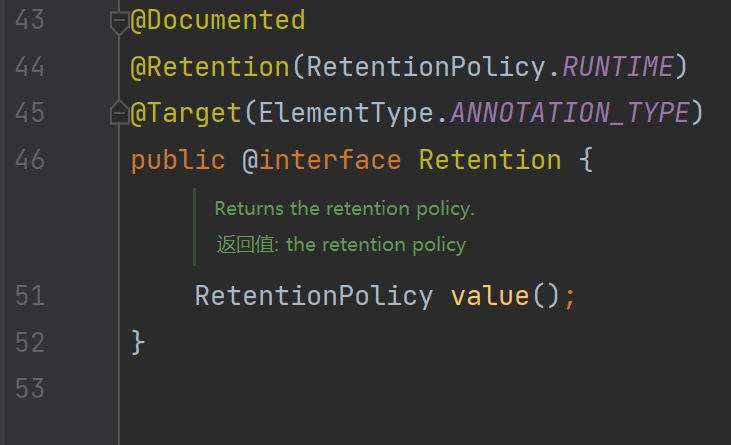 43 @Documented
44 @Retention(RetentionPolicy.RUNTIME)
45 @Target(ElementType.ANNOTATION_TYPE)
46 public @interface Retention {
Returns the retention policy.
返回值: the retention policy
51 RetentionPolicy value();
52 }
53